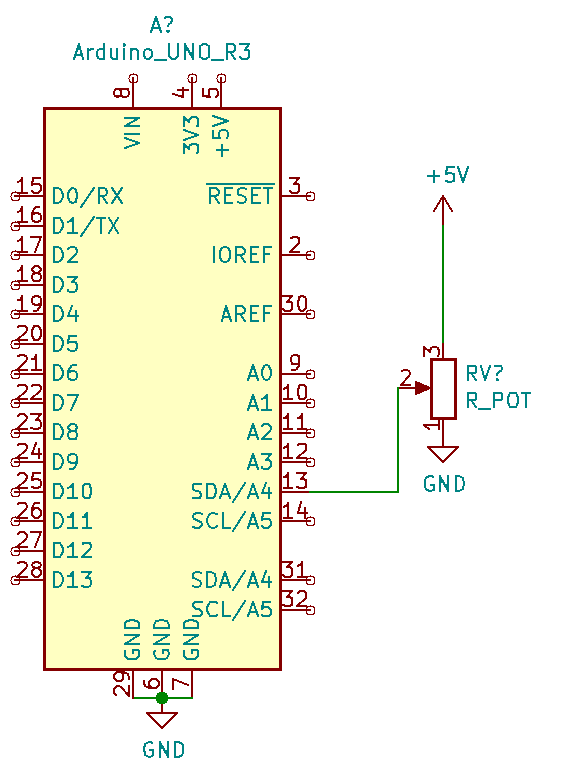 A?
Arduino_UNO_R3
8
4
5
VIN
3V3
+5V
15 D0/RX
16 D1/TX
17 D2
18 D3
19 D4
20 D5
21 D6
22 D7
23 D8
24 D9
25 D10
26 D11
27 D12
28 D13
RESET 3
IOREF 2
AREF 30
A0 9
A1 10
A2 11
A3 12
SDA/A4 13
SCL/A5 14
SDA/A4 31
SCL/A5 32
GND
GND
GND
29
6
7
GND
+5V
3
2
1
RV?
R_POT
GND